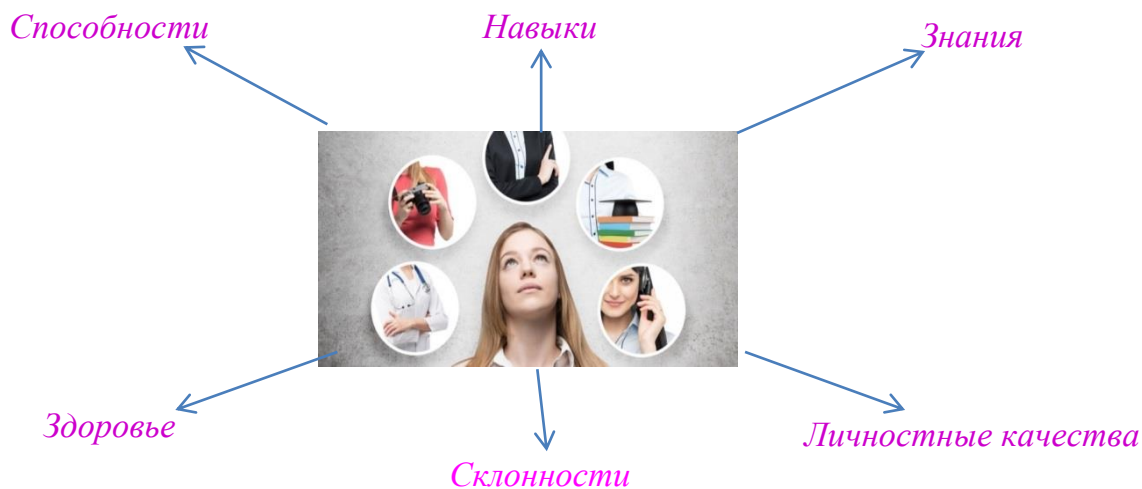 Способности
Навыки
Знания
Здоровье
Личностные качества
Склонности